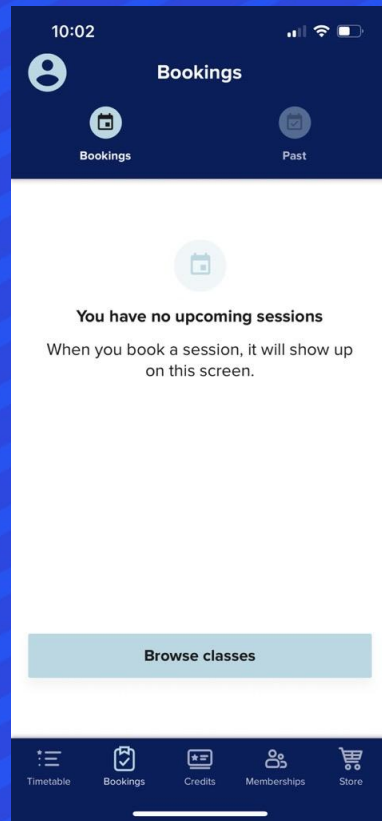 10:02
Bookings
Bookings
Past
You have no upcoming sessions
When you book a session, it will show up
on this screen.
Browse classes
Timetable
Bookings
Credits
Memberships
Store